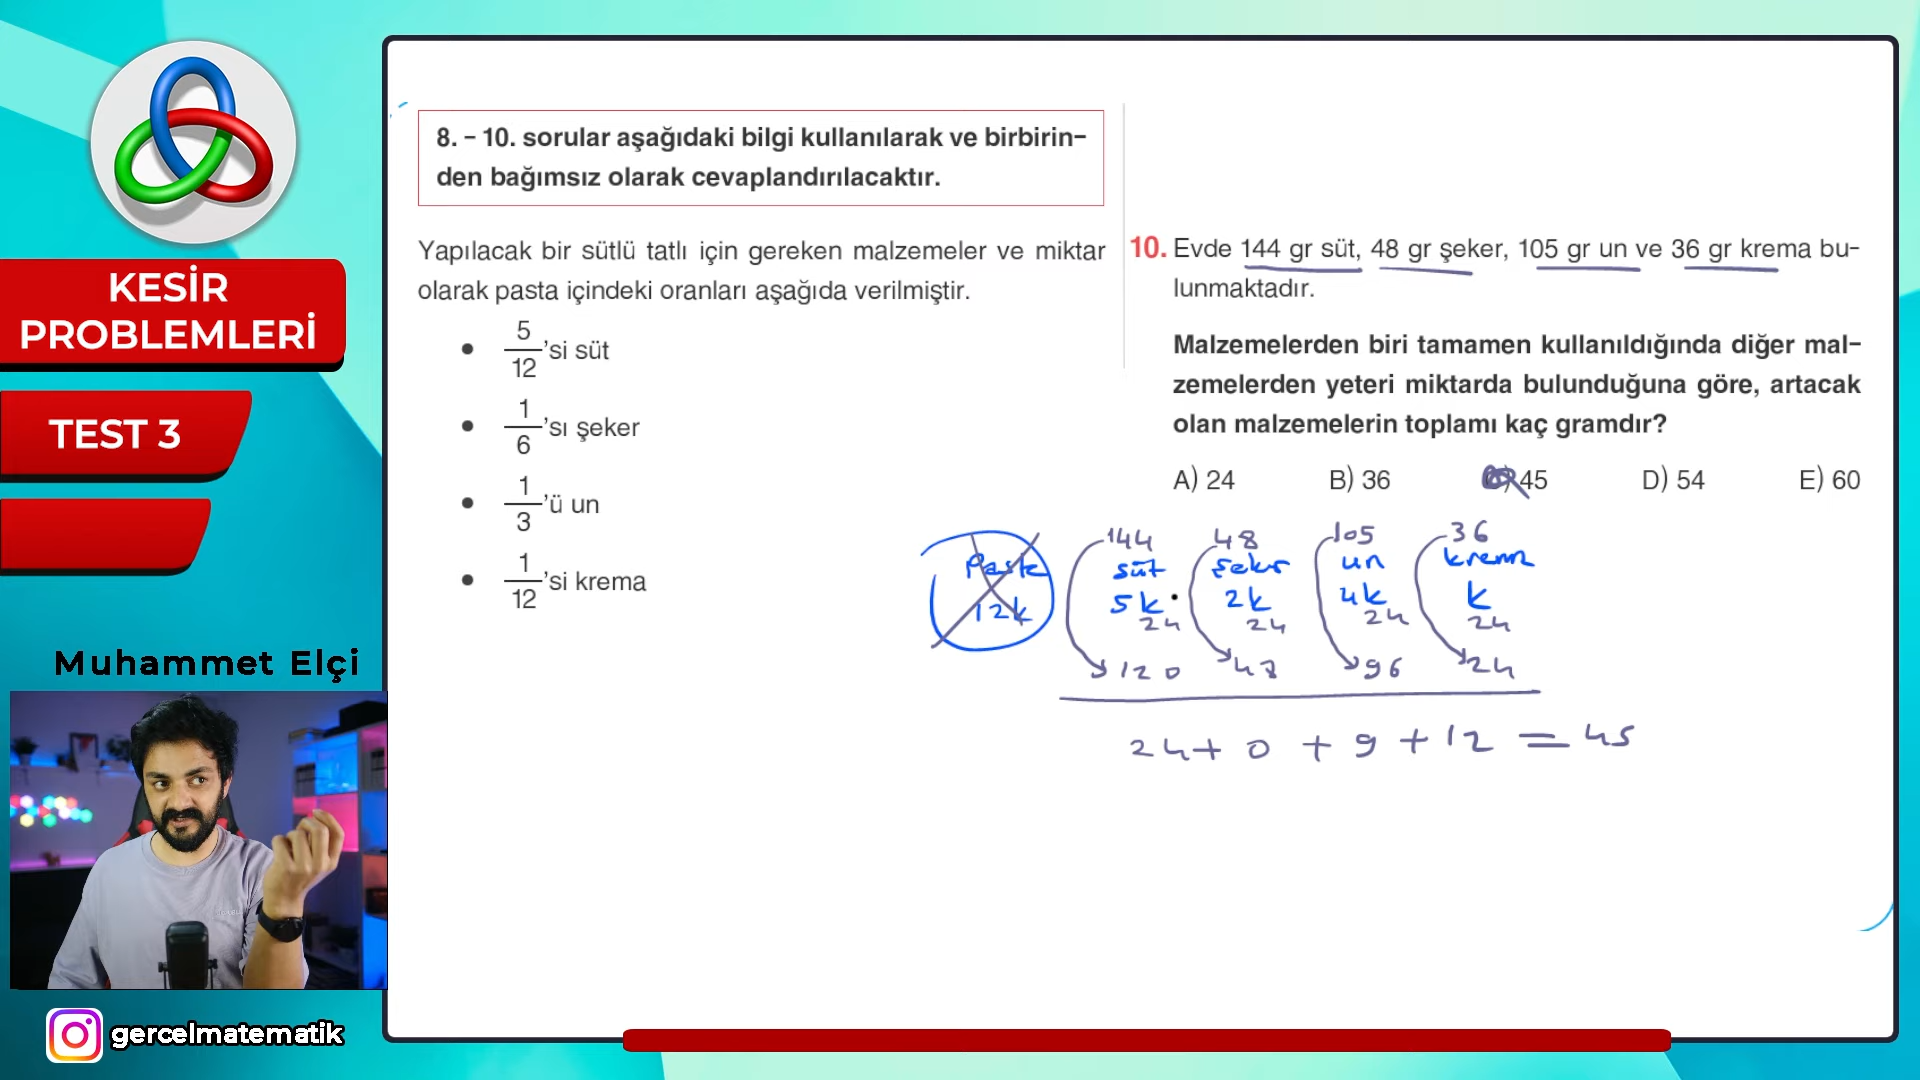 KESİR
PROBLEMLERİ
TEST 3
Muhammet Elçi
gercelmatematik
8. – 10. sorular aşağıdaki bilgi kullanılarak ve birbirin-
den bağımsız olarak cevaplandırılacaktır.
Yapılacak bir sütlü tatlı için gereken malzemeler ve miktar
olarak pasta içindeki oranları aşağıda verilmiştir.
• 5/12 'si süt
• 1/6 'sı şeker
• 1/3 'ü un
• 1/12 'si krema
10. Evde 144 gr süt, 48 gr şeker, 105 gr un ve 36 gr krema bu-
lunmaktadır.
Malzemelerden biri tamamen kullanıldığında diğer mal-
zemelerden yeteri miktarda bulunduğuna göre, artacak
olan malzemelerin toplamı kaç gramdır?
A) 24 B) 36 C) 45 D) 54 E) 60
144 48 105 36
Pasta süt şeker un krema
12k 5k 2k 4k k
24 24 24 24
120 48 96 24
24 + 0 + 9 + 12 = 45